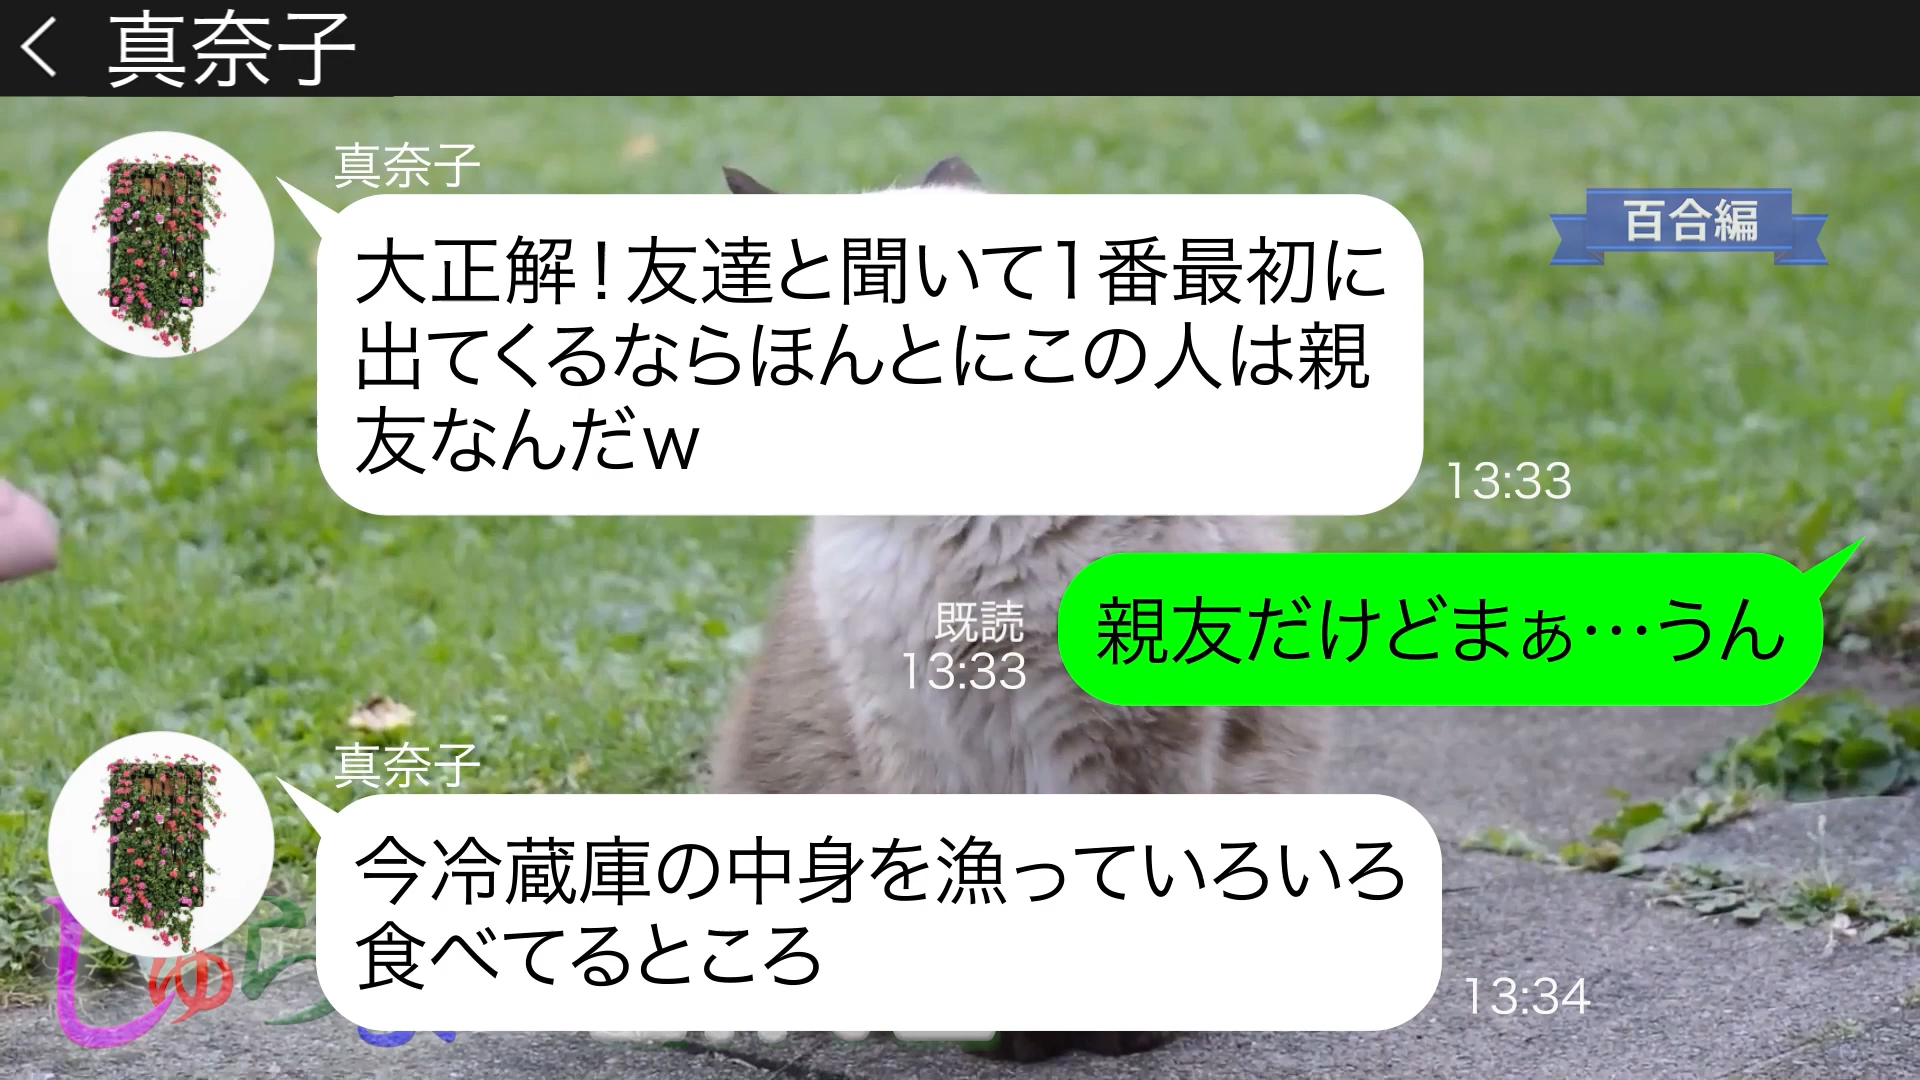 真奈子
真奈子
百合編
大正解!友達と聞いて1番最初に
出てくるならほんとにこの人は親
友なんだw
13:33
親友だけどまぁ…うん
既読
13:33
真奈子
今冷蔵庫の中身を漁っていろいろ
食べてるところ
13:34
しゅら